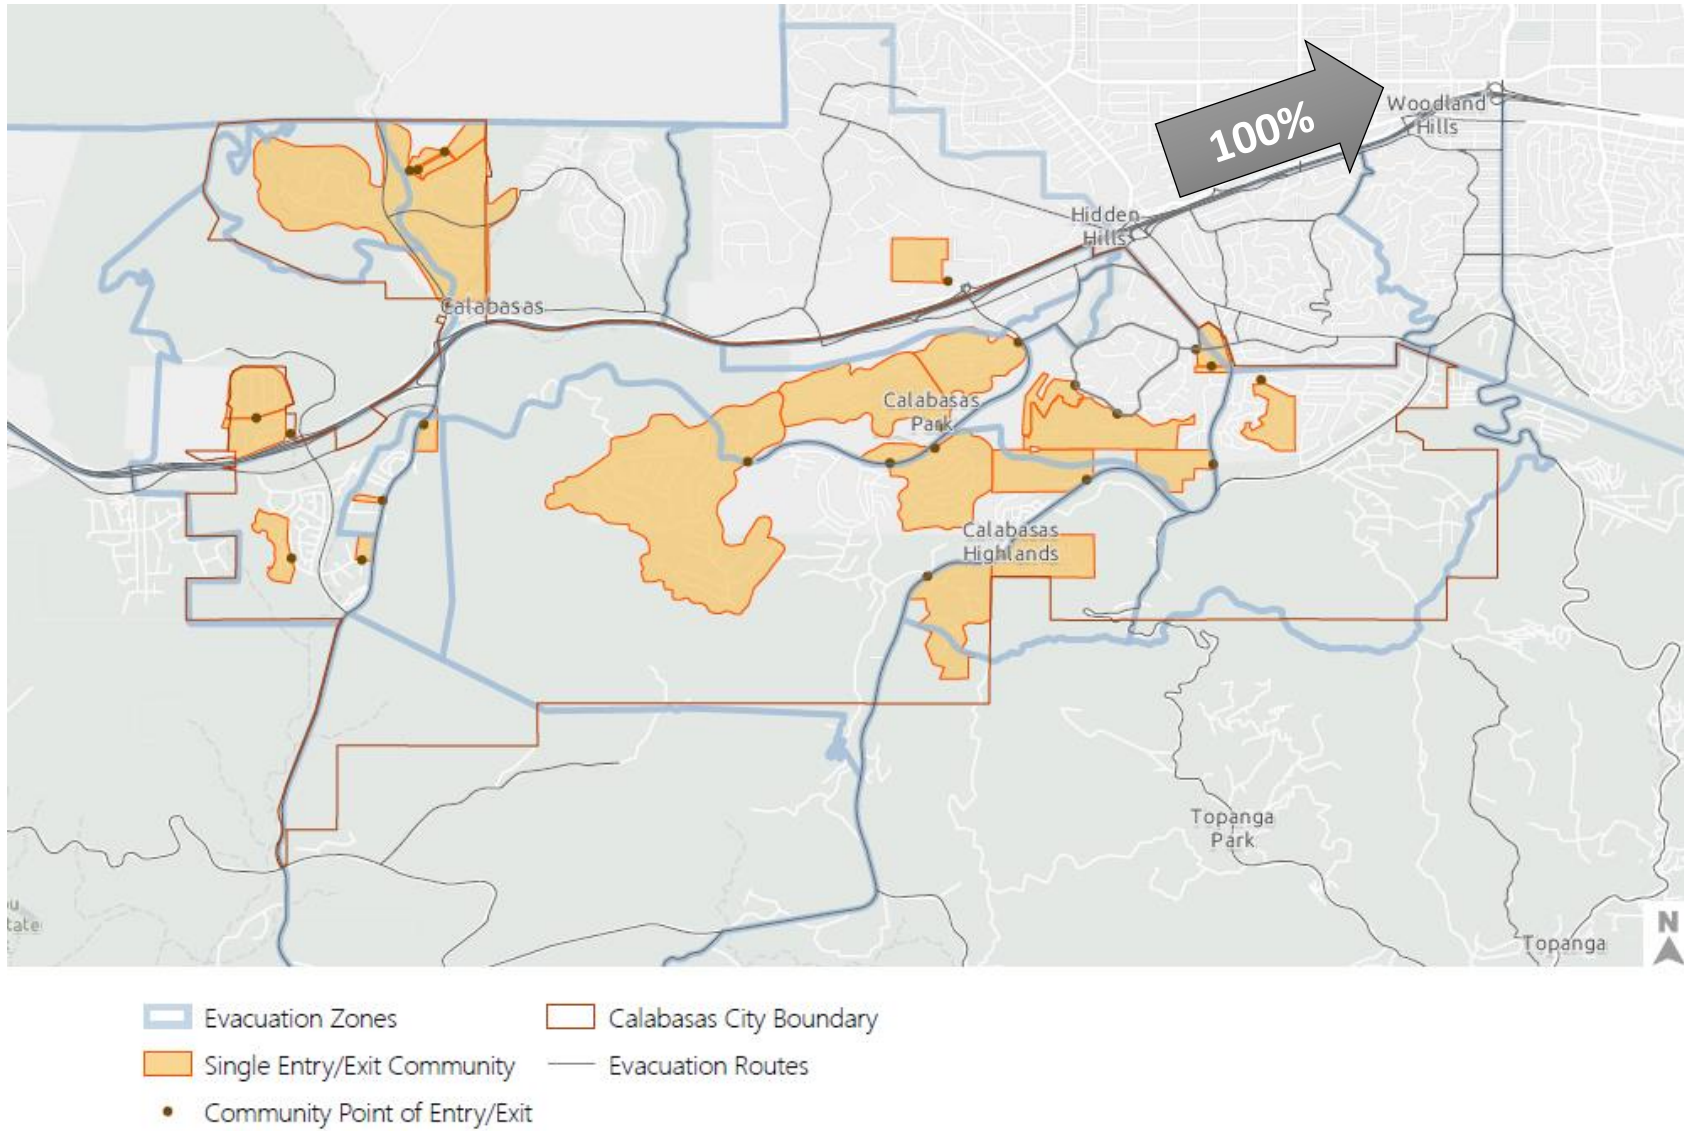 100%
Woodland
Hills
Hidden
Hills
Calabasas
Calabasas
Park
Calabasas
Highlands
Topanga
Park
Topanga
tate
N
Evacuation Zones
Calabasas City Boundary
Single Entry/Exit Community
Evacuation Routes
Community Point of Entry/Exit